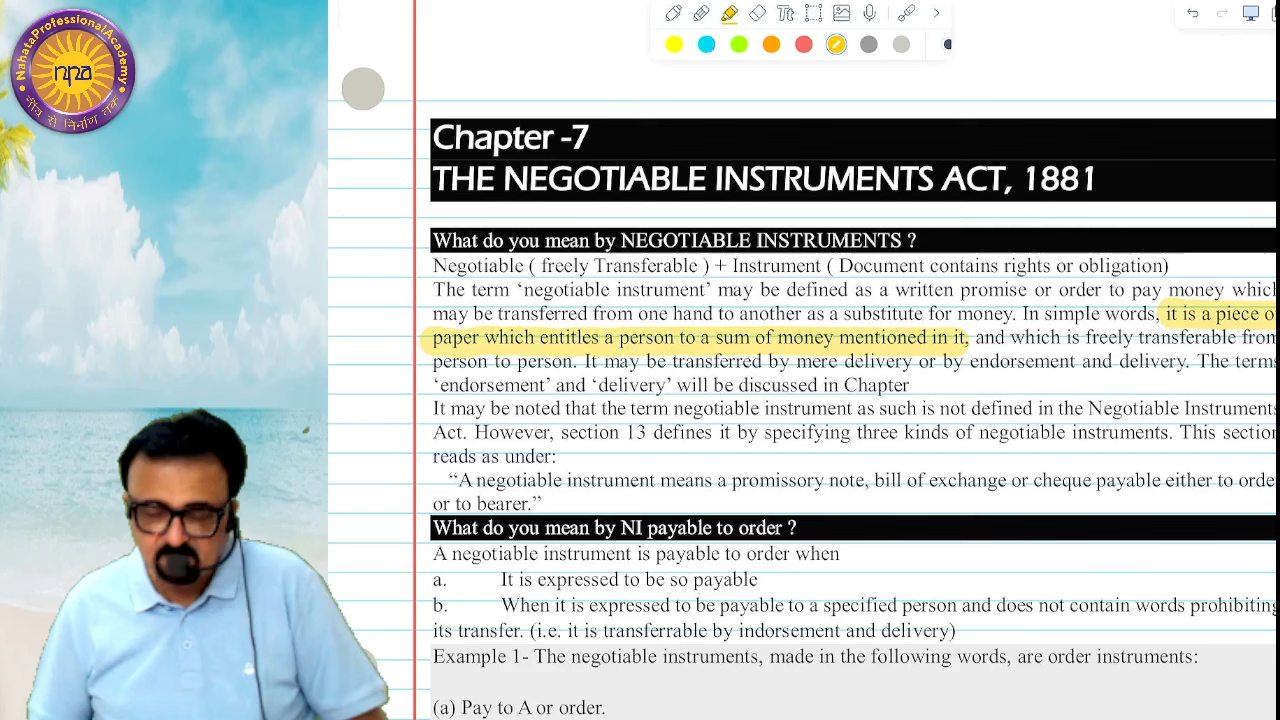 NahataProfessionalAcademy
npa
नींव से निर्माण तक
Tt
Chapter -7
THE NEGOTIABLE INSTRUMENTS ACT, 1881
What do you mean by NEGOTIABLE INSTRUMENTS ?
Negotiable ( freely Transferable ) + Instrument ( Document contains rights or obligation)
The term ‘negotiable instrument’ may be defined as a written promise or order to pay money which
may be transferred from one hand to another as a substitute for money. In simple words, it is a piece o
paper which entitles a person to a sum of money mentioned in it, and which is freely transferable from
person to person. It may be transferred by mere delivery or by endorsement and delivery. The terms
‘endorsement’ and ‘delivery’ will be discussed in Chapter
It may be noted that the term negotiable instrument as such is not defined in the Negotiable Instruments
Act. However, section 13 defines it by specifying three kinds of negotiable instruments. This section
reads as under:
“A negotiable instrument means a promissory note, bill of exchange or cheque payable either to orde
or to bearer.”
What do you mean by NI payable to order ?
A negotiable instrument is payable to order when
a. It is expressed to be so payable
b. When it is expressed to be payable to a specified person and does not contain words prohibiting
its transfer. (i.e. it is transferrable by indorsement and delivery)
Example 1- The negotiable instruments, made in the following words, are order instruments:
(a) Pay to A or order.